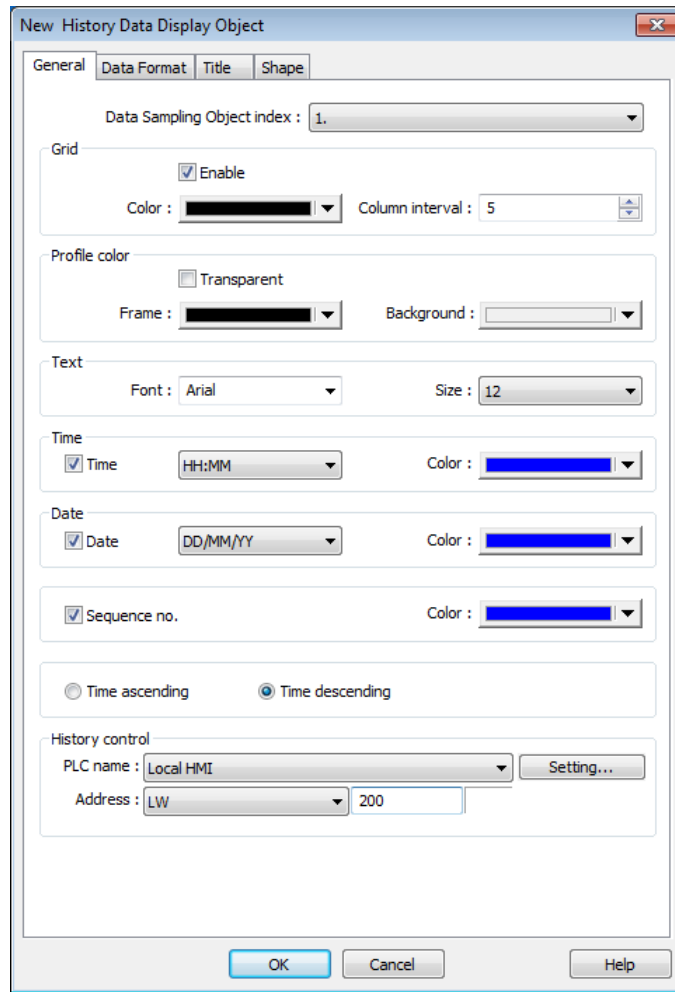 New History Data Display Object
General Data Format Title Shape
Data Sampling Object index : 1.
Grid
Enable
Color : Column interval : 5
Profile color
Transparent
Frame : Background :
Text
Font : Arial Size : 12
Time
Time HH:MM Color :
Date
Date DD/MM/YY Color :
Sequence no. Color :
Time ascending Time descending
History control
PLC name : Local HMI Setting...
Address : LW 200
OK Cancel Help